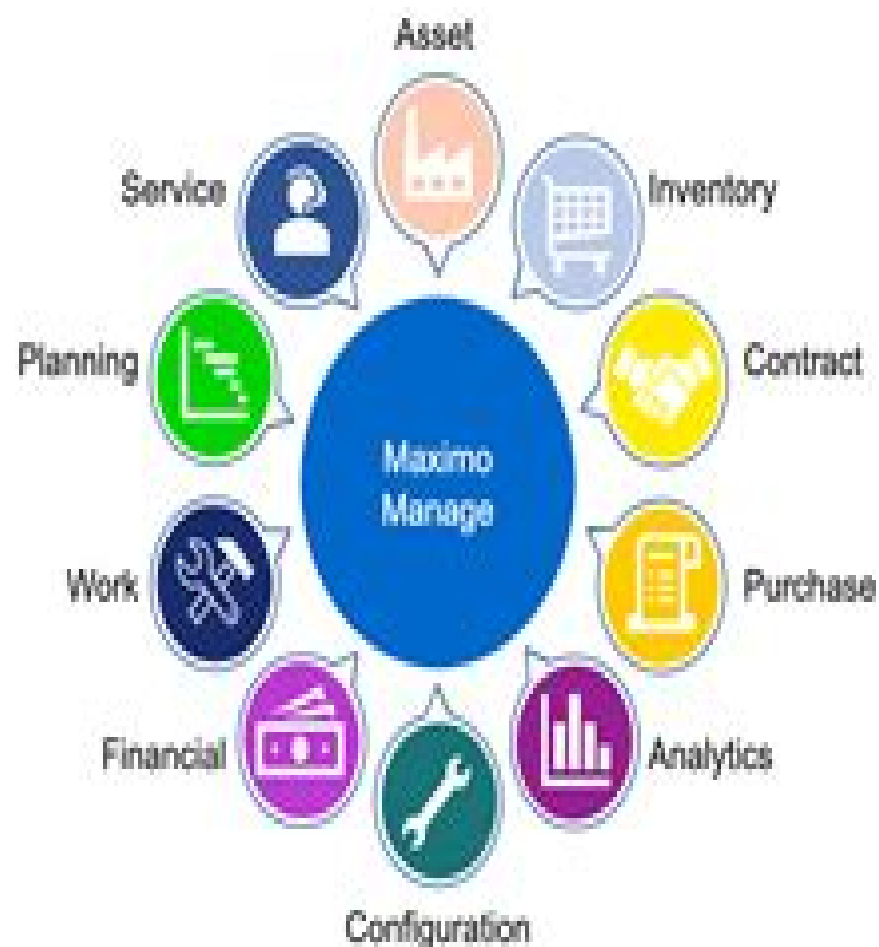 Asset
Service
Inventory
Planning
Contract
Maximo
Manage
Work
Purchase
Financial
Analytics
Configuration